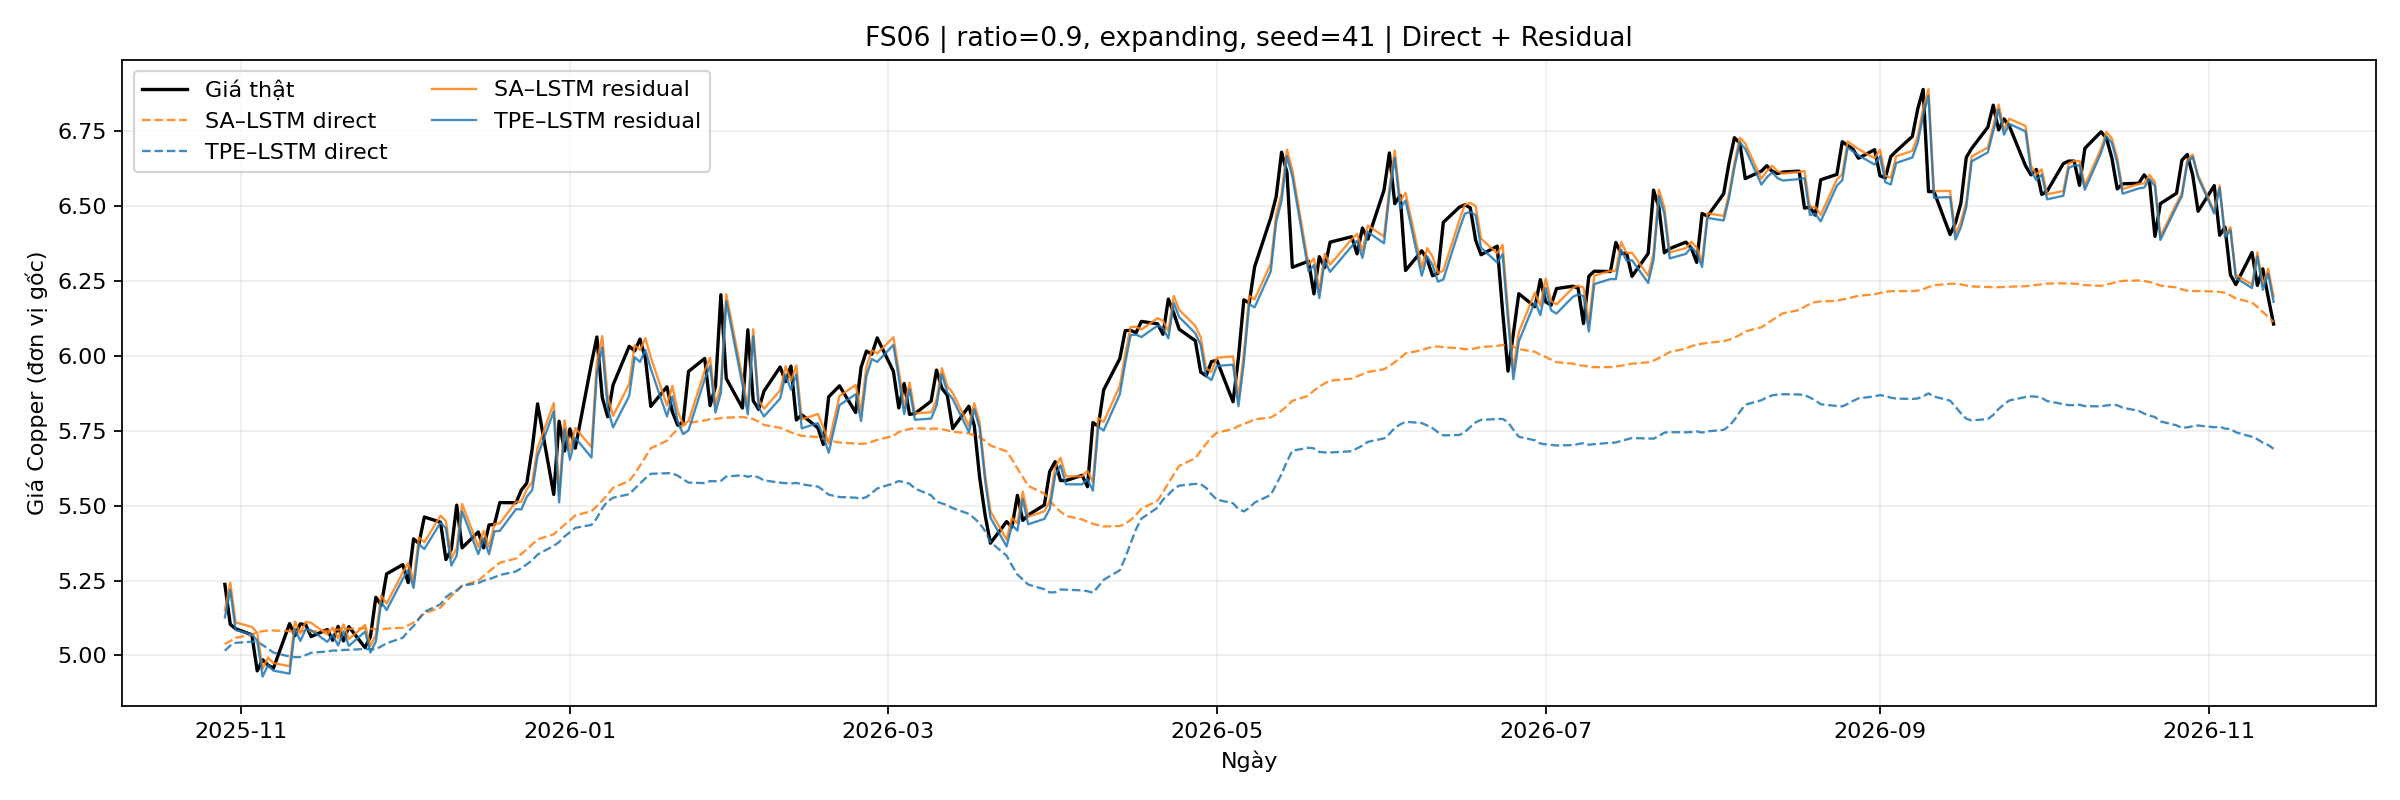 FS06 | ratio=0.9, expanding, seed=41 | Direct + Residual
Giá thật
SA–LSTM direct
TPE–LSTM direct
SA–LSTM residual
TPE–LSTM residual
Giá Copper (đơn vị gốc)
6.75
6.50
6.25
6.00
5.75
5.50
5.25
5.00
2025-11
2026-01
2026-03
2026-05
2026-07
2026-09
2026-11
Ngày